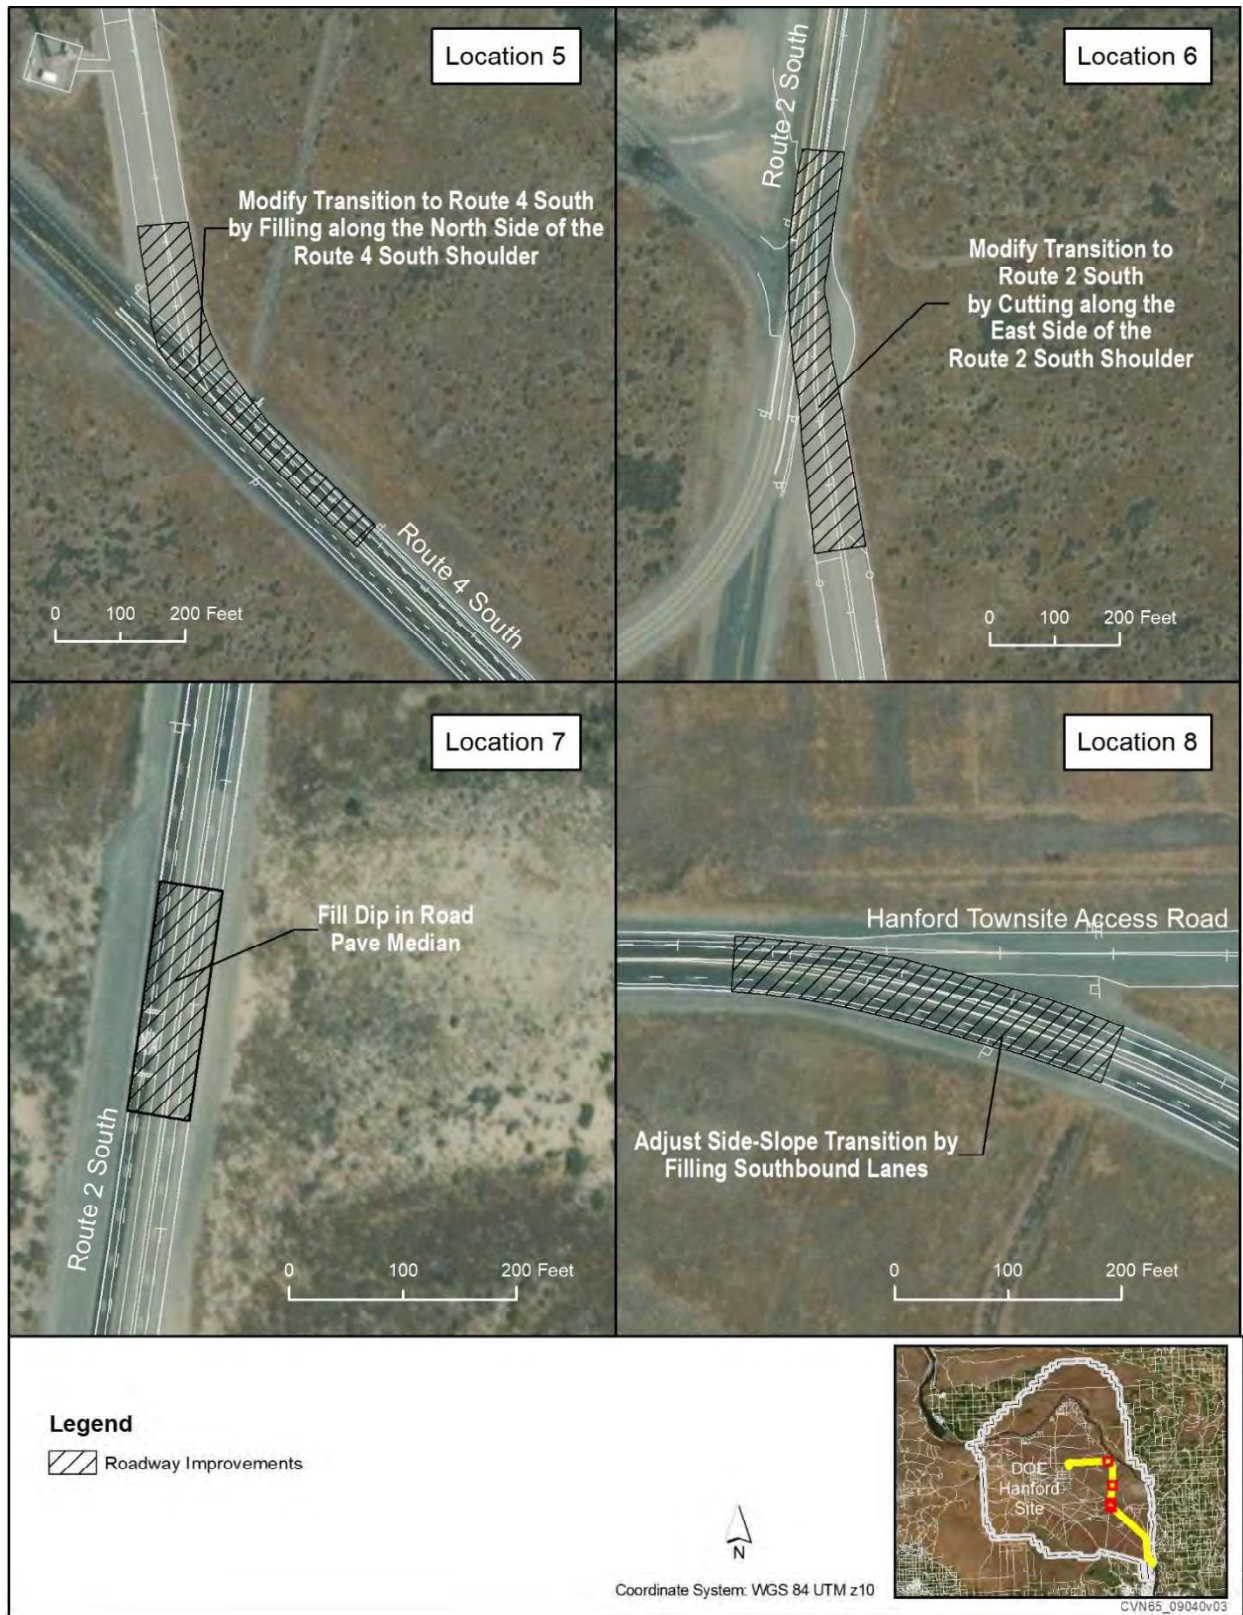 Location 5
Modify Transition to Route 4 South
by Filling along the North Side of the
Route 4 South Shoulder
Route 4 South
0 100 200 Feet
Location 6
Route 2 South
Modify Transition to
Route 2 South
by Cutting along the
East Side of the
Route 2 South Shoulder
0 100 200 Feet
Location 7
Fill Dip in Road
Pave Median
Route 2 South
0 100 200 Feet
Location 8
Hanford Townsite Access Road
Adjust Side-Slope Transition by
Filling Southbound Lanes
0 100 200 Feet
Legend
Roadway Improvements
N
Coordinate System: WGS 84 UTM z10
DOE
Hanford
Site
CVN65_09040v03